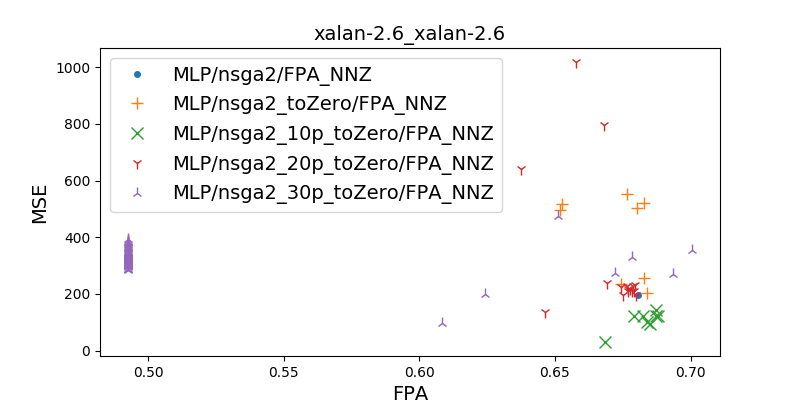 xalan-2.6_xalan-2.6
MLP/nsga2/FPA_NNZ
MLP/nsga2_toZero/FPA_NNZ
MLP/nsga2_10p_toZero/FPA_NNZ
MLP/nsga2_20p_toZero/FPA_NNZ
MLP/nsga2_30p_toZero/FPA_NNZ
MSE
1000
800
600
400
200
0
0.50 0.55 0.60 0.65 0.70
FPA